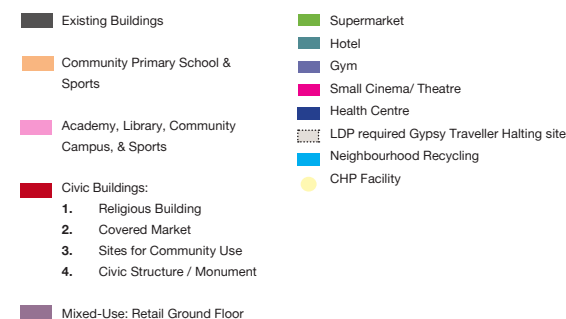 Existing Buildings
Community Primary School &
Sports
Academy, Library, Community
Campus, & Sports
Civic Buildings:
1. Religious Building
2. Covered Market
3. Sites for Community Use
4. Civic Structure / Monument
Mixed-Use: Retail Ground Floor
Supermarket
Hotel
Gym
Small Cinema/ Theatre
Health Centre
LDP required Gypsy Traveller Halting site
Neighbourhood Recycling
CHP Facility